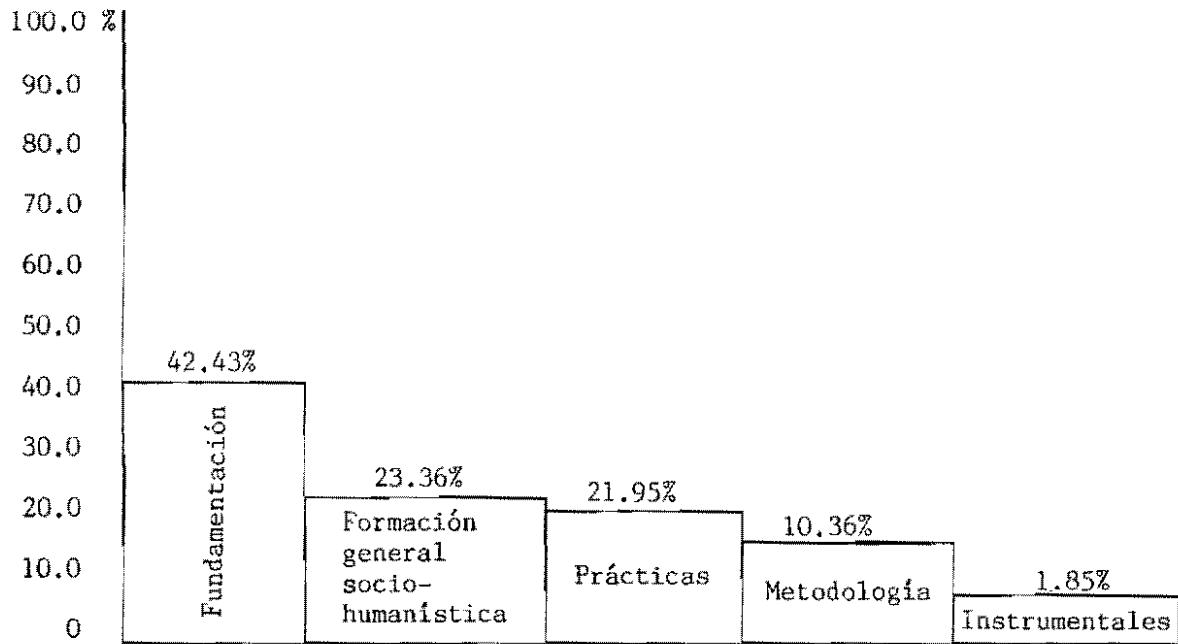 100.0 %
90.0
80.0
70.0
60.0
50.0
40.0
30.0
20.0
10.0
0
42.43%
Fundamentación
23.36%
Formación
general
socio-
humanística
21.95%
Prácticas
10.36%
Metodología
1.85%
Instrumentales